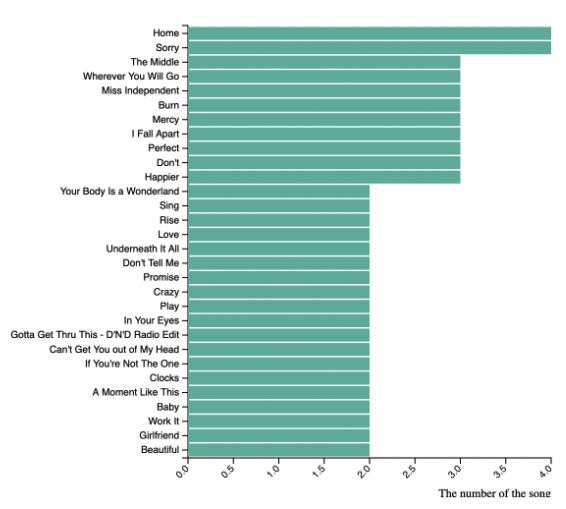 Home
Sorry
The Middle
Wherever You Will Go
Miss Independent
Burn
Mercy
I Fall Apart
Perfect
Don't
Happier
Your Body Is a Wonderland
Sing
Rise
Love
Underneath It All
Don't Tell Me
Promise
Crazy
Play
In Your Eyes
Gotta Get Thru This - D'N'D Radio Edit
Can't Get You out of My Head
If You're Not The One
Clocks
A Moment Like This
Baby
Work It
Girlfriend
Beautiful
0.0 0.5 1.0 1.5 2.0 2.5 3.0 3.5 4.0
The number of the song